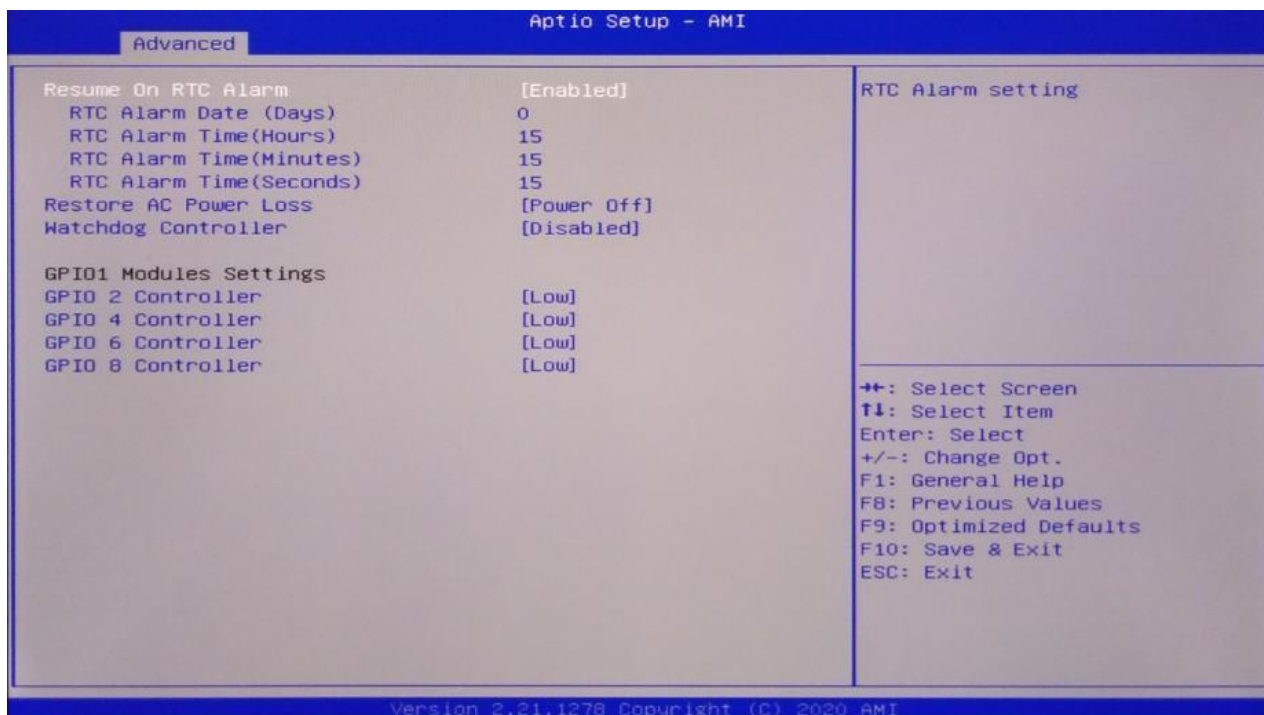 Aptio Setup - AMI
Advanced
Resume On RTC Alarm [Enabled]
RTC Alarm Date (Days) 0
RTC Alarm Time(Hours) 15
RTC Alarm Time(Minutes) 15
RTC Alarm Time(Seconds) 15
Restore AC Power Loss [Power Off]
Watchdog Controller [Disabled]
GPIO1 Modules Settings
GPIO 2 Controller [Low]
GPIO 4 Controller [Low]
GPIO 6 Controller [Low]
GPIO 8 Controller [Low]
RTC Alarm setting
→←: Select Screen
↑↓: Select Item
Enter: Select
+/-: Change Opt.
F1: General Help
F8: Previous Values
F9: Optimized Defaults
F10: Save & Exit
ESC: Exit
Version 2.21.1278 Copyright (C) 2020 AMI